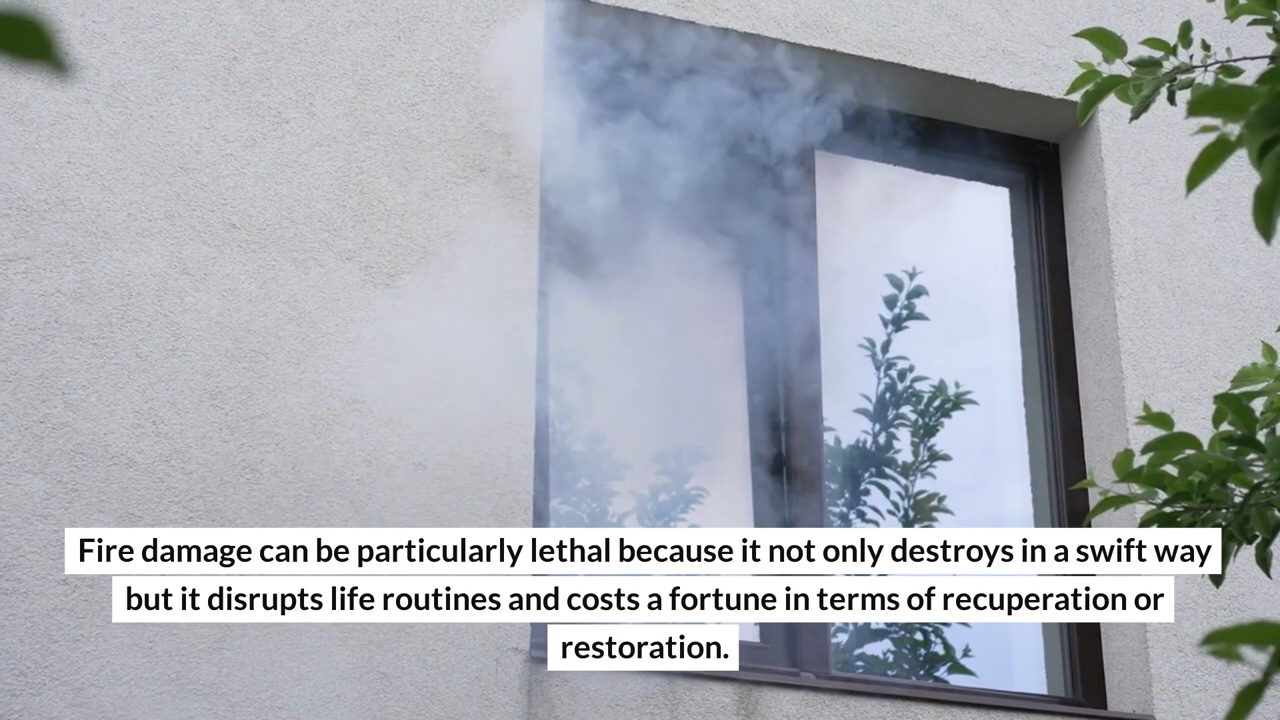 Fire damage can be particularly lethal because it not only destroys in a swift way
but it disrupts life routines and costs a fortune in terms of recuperation or
restoration.